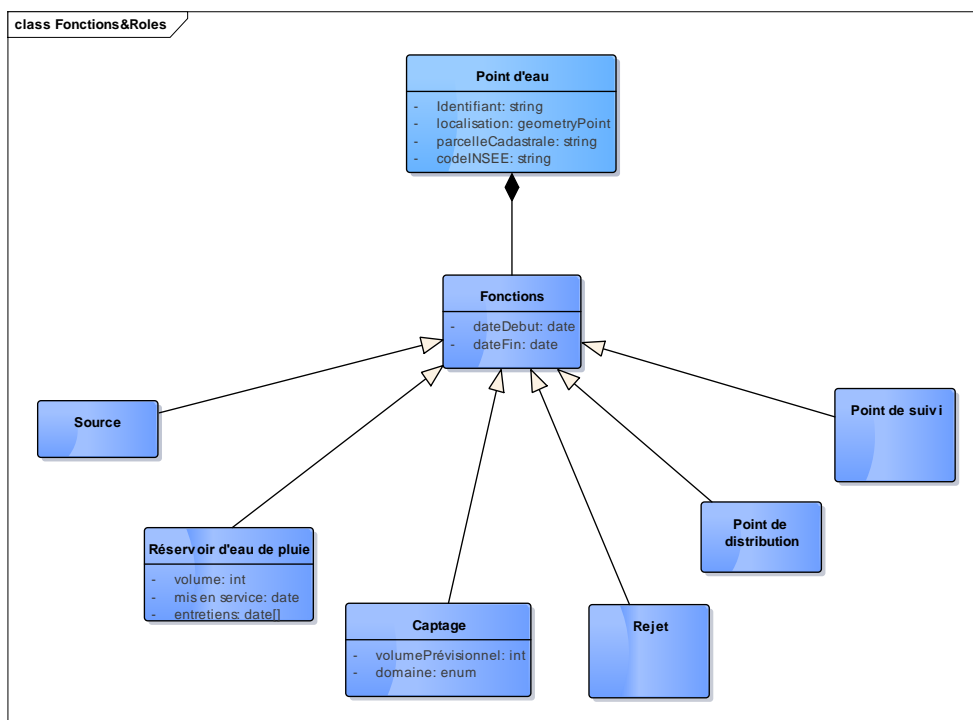 class Fonctions&Roles
Point d'eau
- Identifiant: string
- localisation: geometryPoint
- parcelleCadastrale: string
- codeINSEE: string
Fonctions
- dateDebut: date
- dateFin: date
Source
Point de suivi
Réservoir d'eau de pluie
- volume: int
- mis en service: date
- entretiens: date[]
Point de
distribution
Captage
- volumePrévisionnel: int
- domaine: enum
Rejet